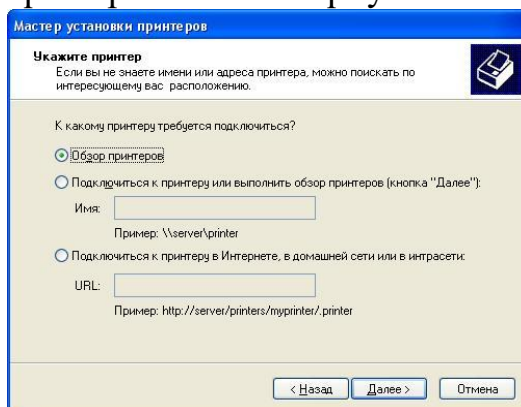 Мастер установки принтеров
Укажите принтер
Если вы не знаете имени или адреса принтера, можно поискать по
интересующему вас расположению.
К какому принтеру требуется подключиться?
Обзор принтеров
Подключиться к принтеру или выполнить обзор принтеров (кнопка "Далее"):
Имя:
Пример: \\server\printer
Подключиться к принтеру в Интернете, в домашней сети или в интрасети:
URL:
Пример: http://server/printers/myprinter/.printer
< Назад Далее > Отмена